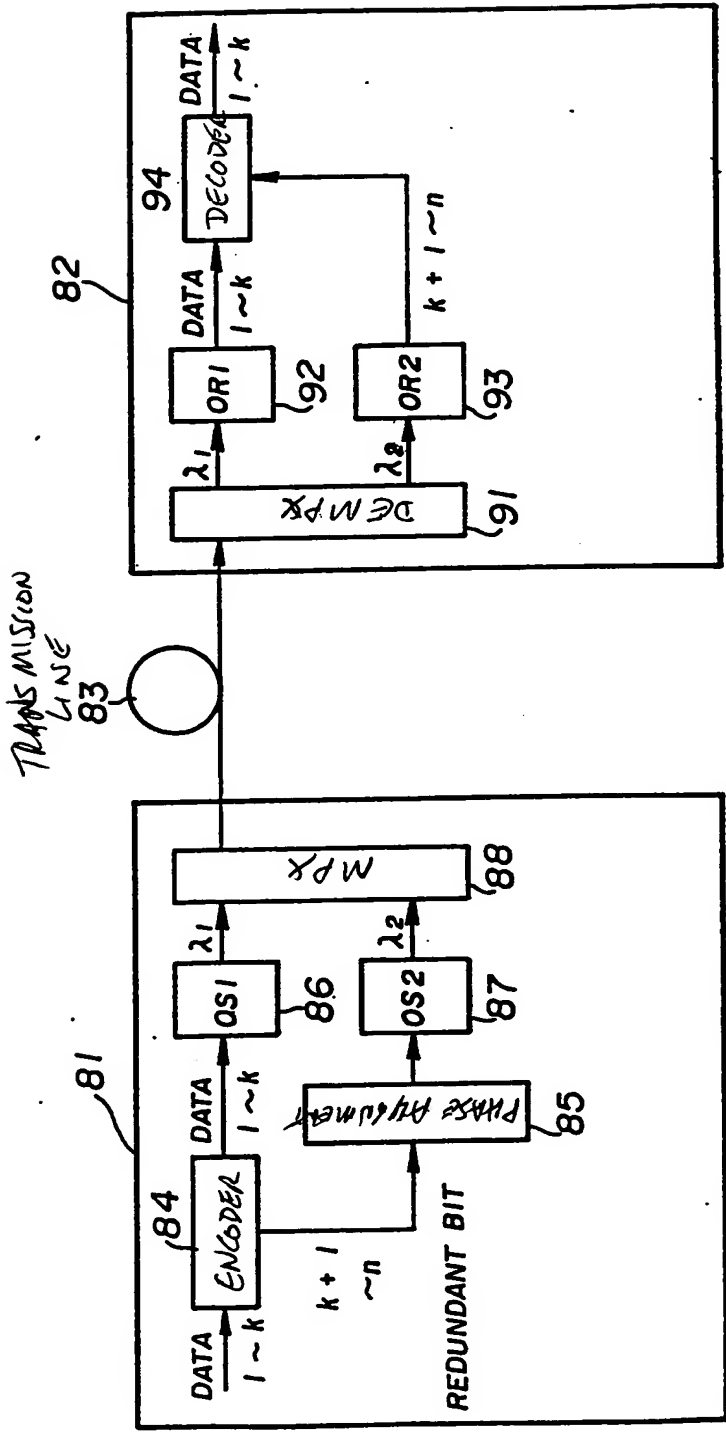 81
DATA
1 ~ k
84
ENCODER
DATA
1 ~ k
OS1
86
λ1
MPX
88
k + 1
~n
REDUNDANT BIT
PHASE ADJUSTMENT
85
OS2
87
λ2
TRANSMISSION
LINE
83
82
DEMPX
91
λ1
OR1
92
DATA
1 ~ k
94
DECODER
DATA
1 ~ k
λ2
OR2
93
k + 1 ~n